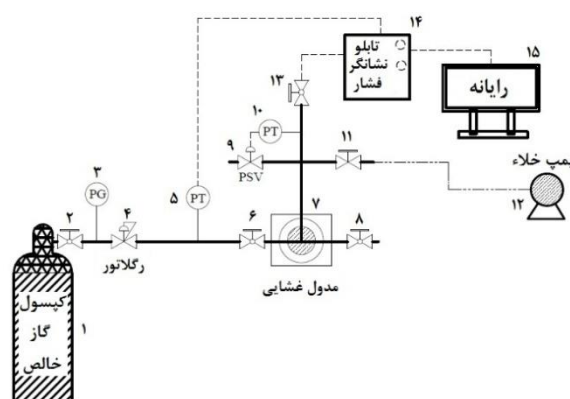 ۱۴
تابلو
نشانگر
فشار
۱۵
رایانه
۱۳
۱۰
PT
۹
PSV
۱۱
پمپ خلاء
۱۲
۳
PG
۵
PT
۲
۴
رگلاتور
۶
۷
۸
مدول غشایی
کپسول
گاز
خالص
۱